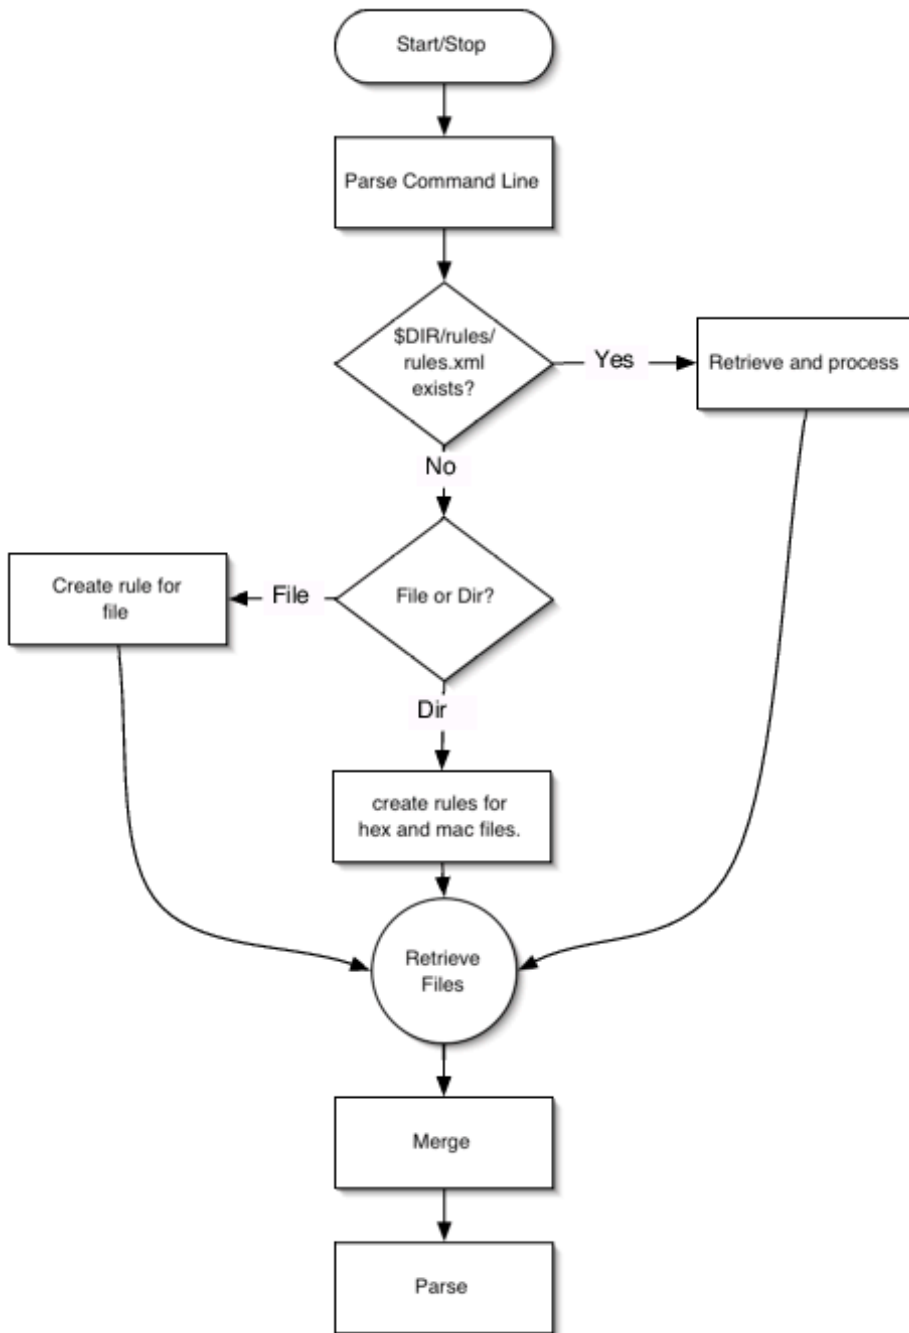 Start/Stop
Parse Command Line
$DIR/rules/
rules.xml
exists?
Yes
Retrieve and process
No
File or Dir?
File
Create rule for
file
Dir
create rules for
hex and mac files.
Retrieve
Files
Merge
Parse